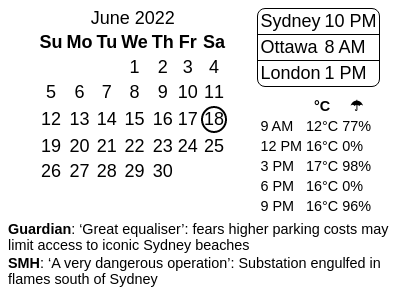 June 2022
Su Mo Tu We Th Fr Sa
1 2 3 4
5 6 7 8 9 10 11
12 13 14 15 16 17 18
19 20 21 22 23 24 25
26 27 28 29 30
Sydney 10 PM
Ottawa 8 AM
London 1 PM
°C ☂
9 AM 12°C 77%
12 PM 16°C 0%
3 PM 17°C 98%
6 PM 16°C 0%
9 PM 16°C 96%
Guardian: ‘Great equaliser’: fears higher parking costs may
limit access to iconic Sydney beaches
SMH: ‘A very dangerous operation’: Substation engulfed in
flames south of Sydney